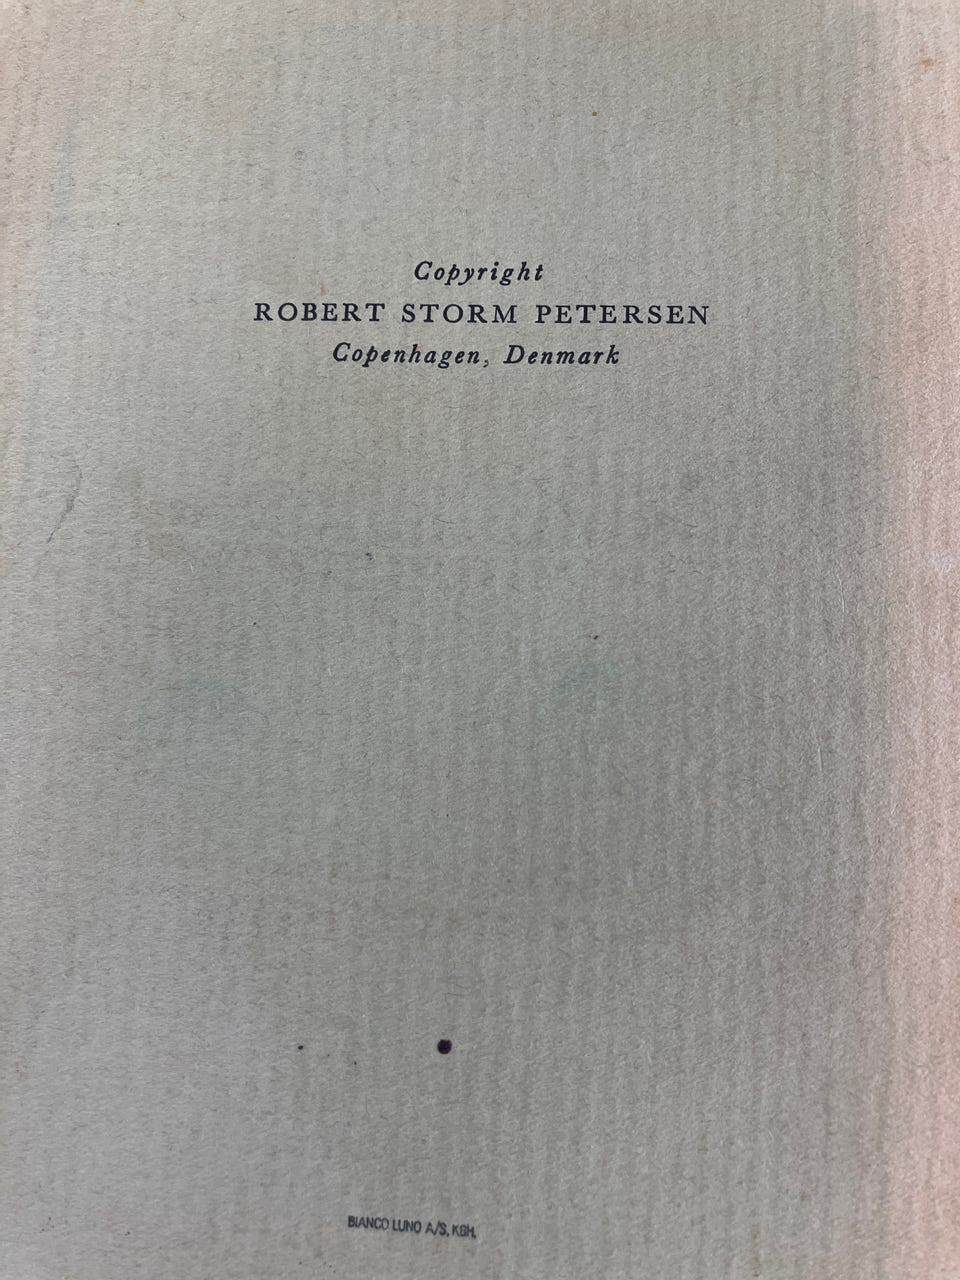 Copyright
ROBERT STORM PETERSEN
Copenhagen, Denmark
BIANCO LUNO A/S, KBH.